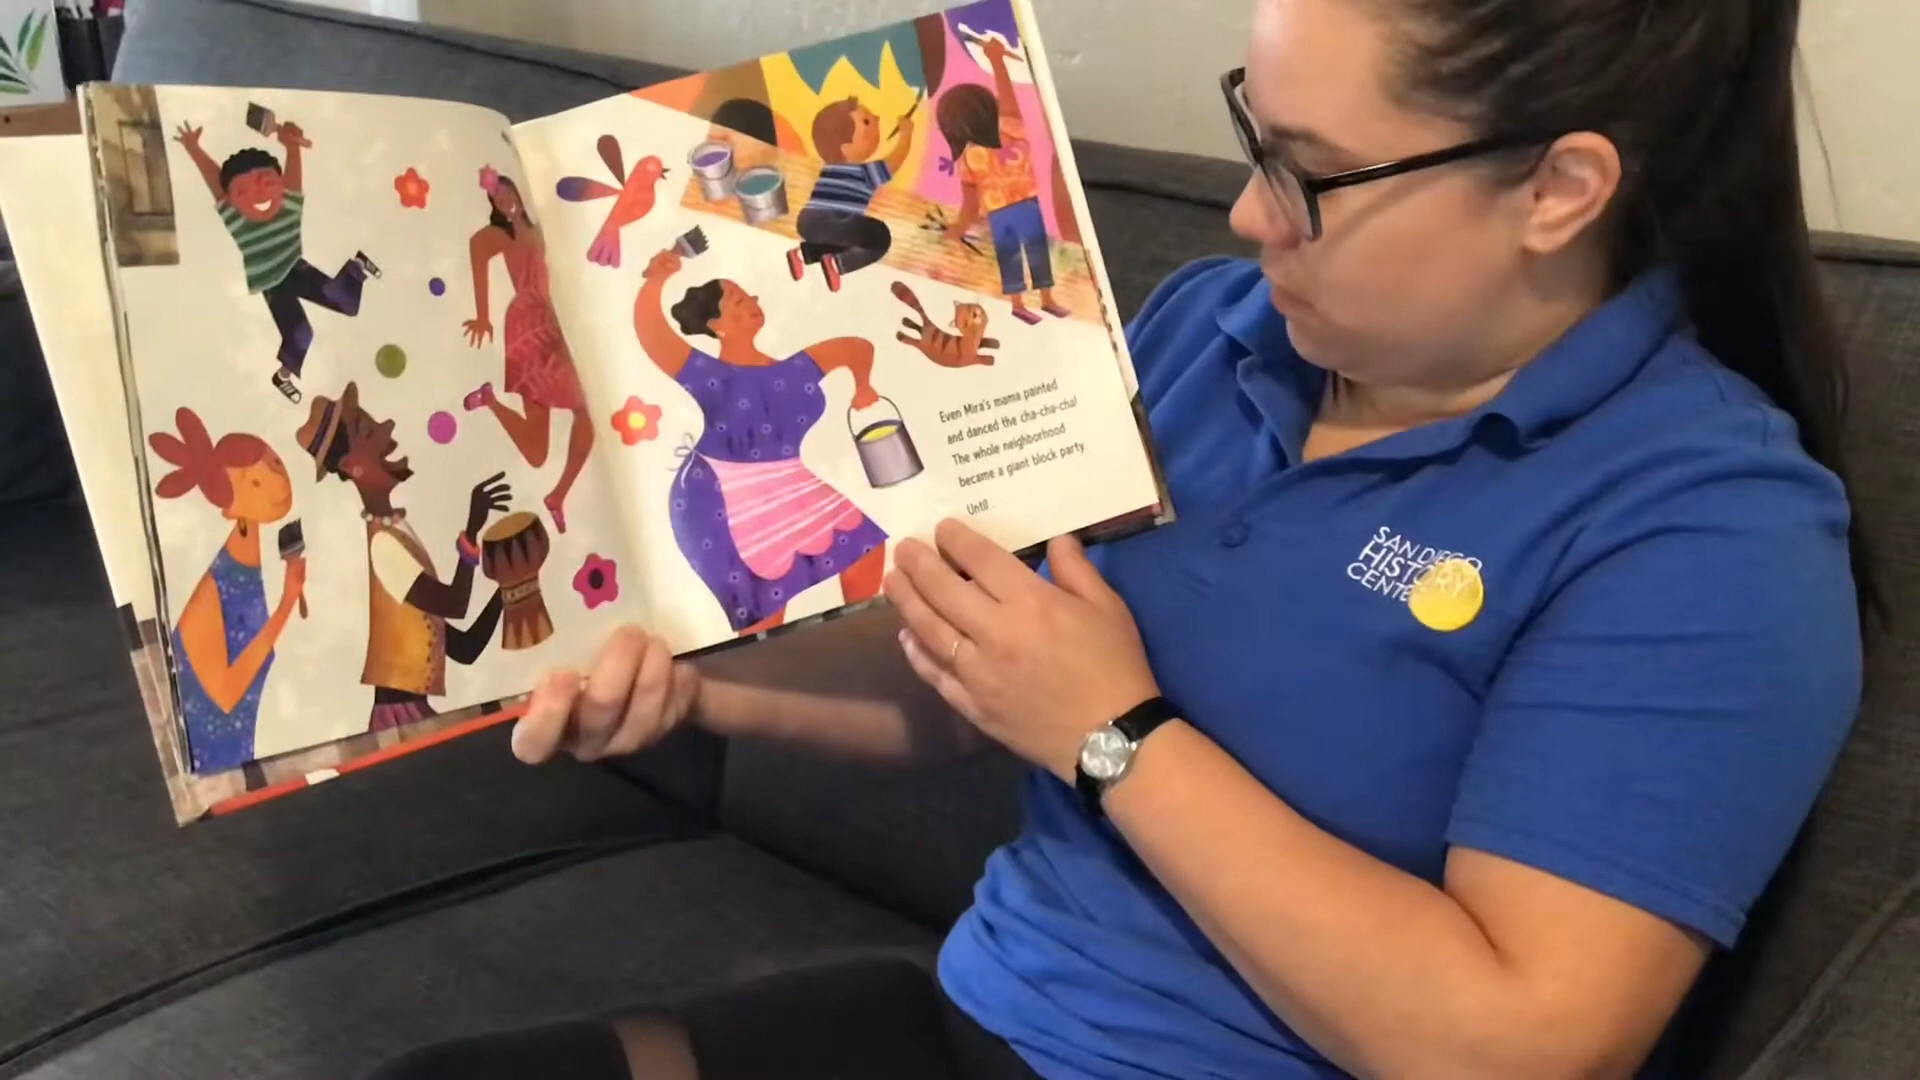 Even Mira's mama painted
and danced the cha-cha-cha!
The whole neighborhood
became a giant block party.
Until
SAN DIEGO
HISTORY
CENTER